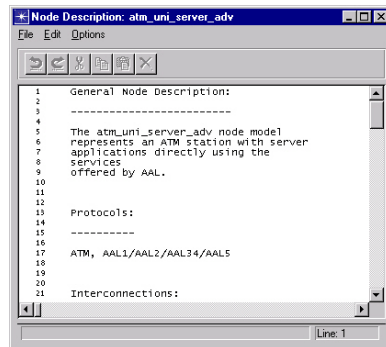 Node Description: atm_uni_server_adv
File Edit Options
1 General Node Description:
2
3 -------------------------
4
5 The atm_uni_server_adv node model
6 represents an ATM station with server
7 applications directly using the
8 services
9 offered by AAL.
10
11
12
13 Protocols:
14
15 ----------
16
17 ATM, AAL1/AAL2/AAL34/AAL5
18
19
20
21 Interconnections:
Line: 1